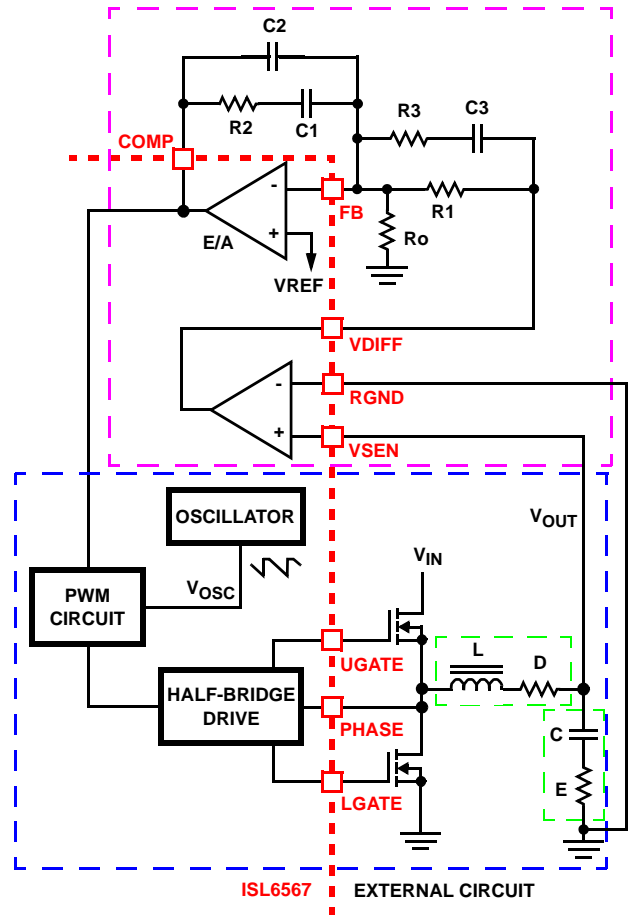 C2
R2
C1
R3
C3
COMP
-
+
E/A
FB
R1
Ro
VREF
VDIFF
-
+
RGND
VSEN
OSCILLATOR
VOSC
PWM
CIRCUIT
VOUT
VIN
UGATE
L
D
HALF-BRIDGE
DRIVE
PHASE
C
E
LGATE
ISL6567
EXTERNAL CIRCUIT